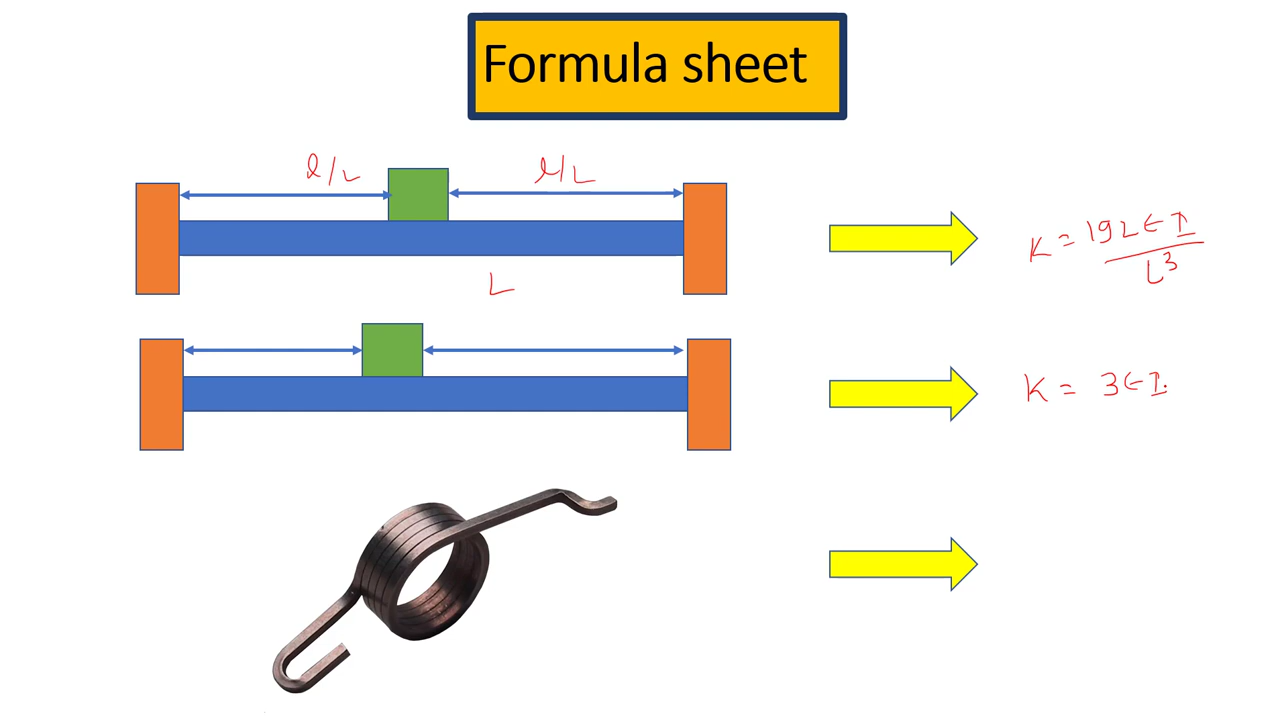 Formula sheet
l/2 l/2
K = 192EI / L³
L
K = 3EI